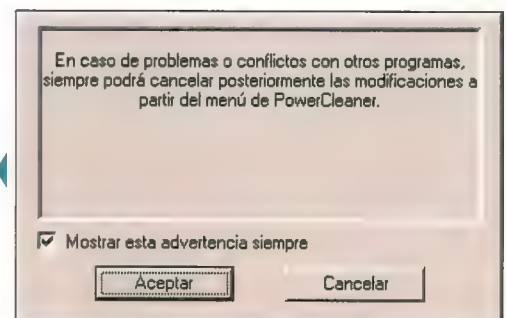 En caso de problemas o conflictos con otros programas,
siempre podrá cancelar posteriormente las modificaciones a
partir del menú de PowerCleaner.
Mostrar esta advertencia siempre
Aceptar
Cancelar